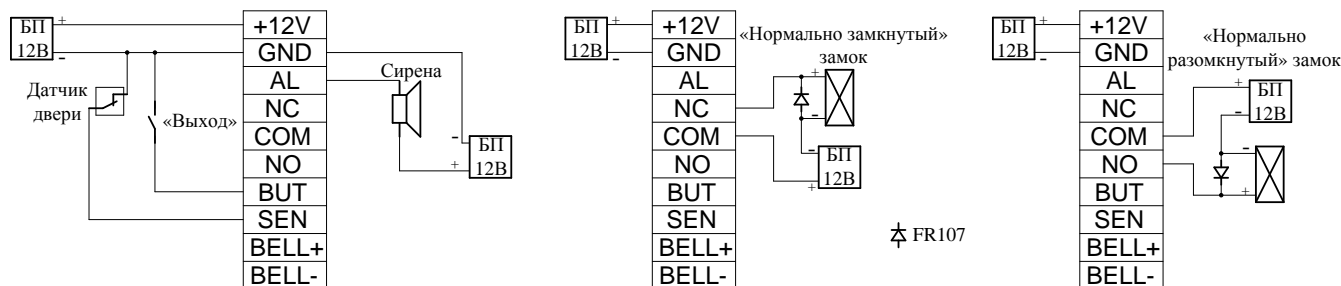 БП
12В
+
-
+12V
GND
AL
NC
COM
NO
BUT
SEN
BELL+
BELL-
Датчик
двери
«Выход»
Сирена
-
+
БП
12В
БП
12В
+
-
+12V
GND
AL
NC
COM
NO
BUT
SEN
BELL+
BELL-
«Нормально замкнутый»
замок
+
-
-
+
БП
12В
FR107
БП
12В
+
-
+12V
GND
AL
NC
COM
NO
BUT
SEN
BELL+
BELL-
«Нормально
разомкнутый» замок
+
-
БП
12В
-
+